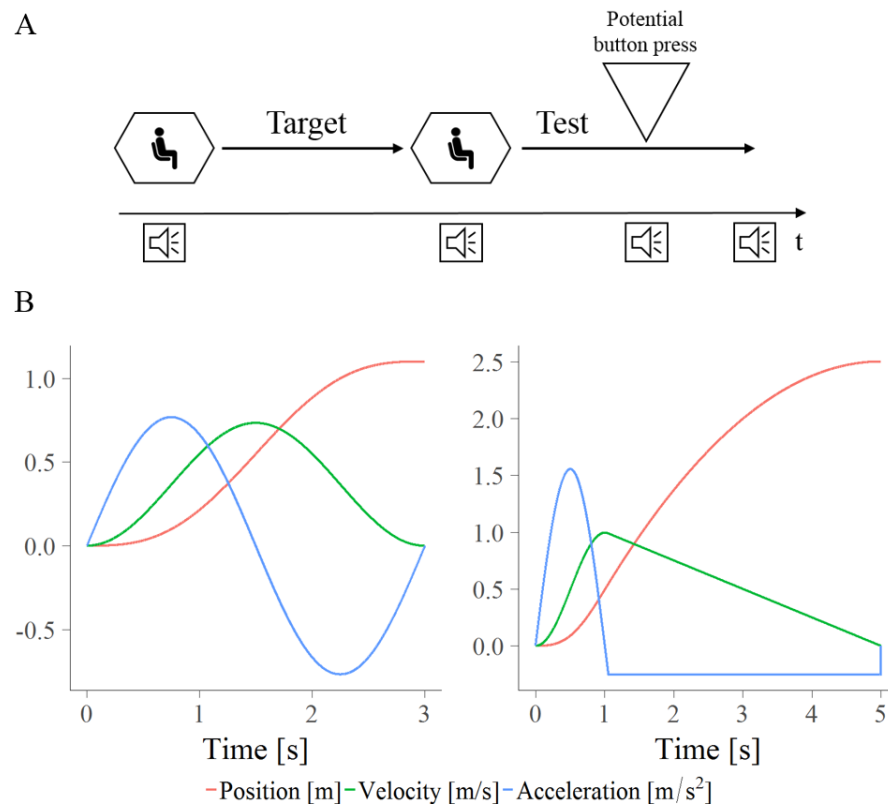 A
Potential
button press
Target
Test
t
B
1.0
0.5
0.0
-0.5
0
1
2
3
Time [s]
2.5
2.0
1.5
1.0
0.5
0.0
0
1
2
3
4
5
Time [s]
Position [m] Velocity [m/s] Acceleration [m/s²]